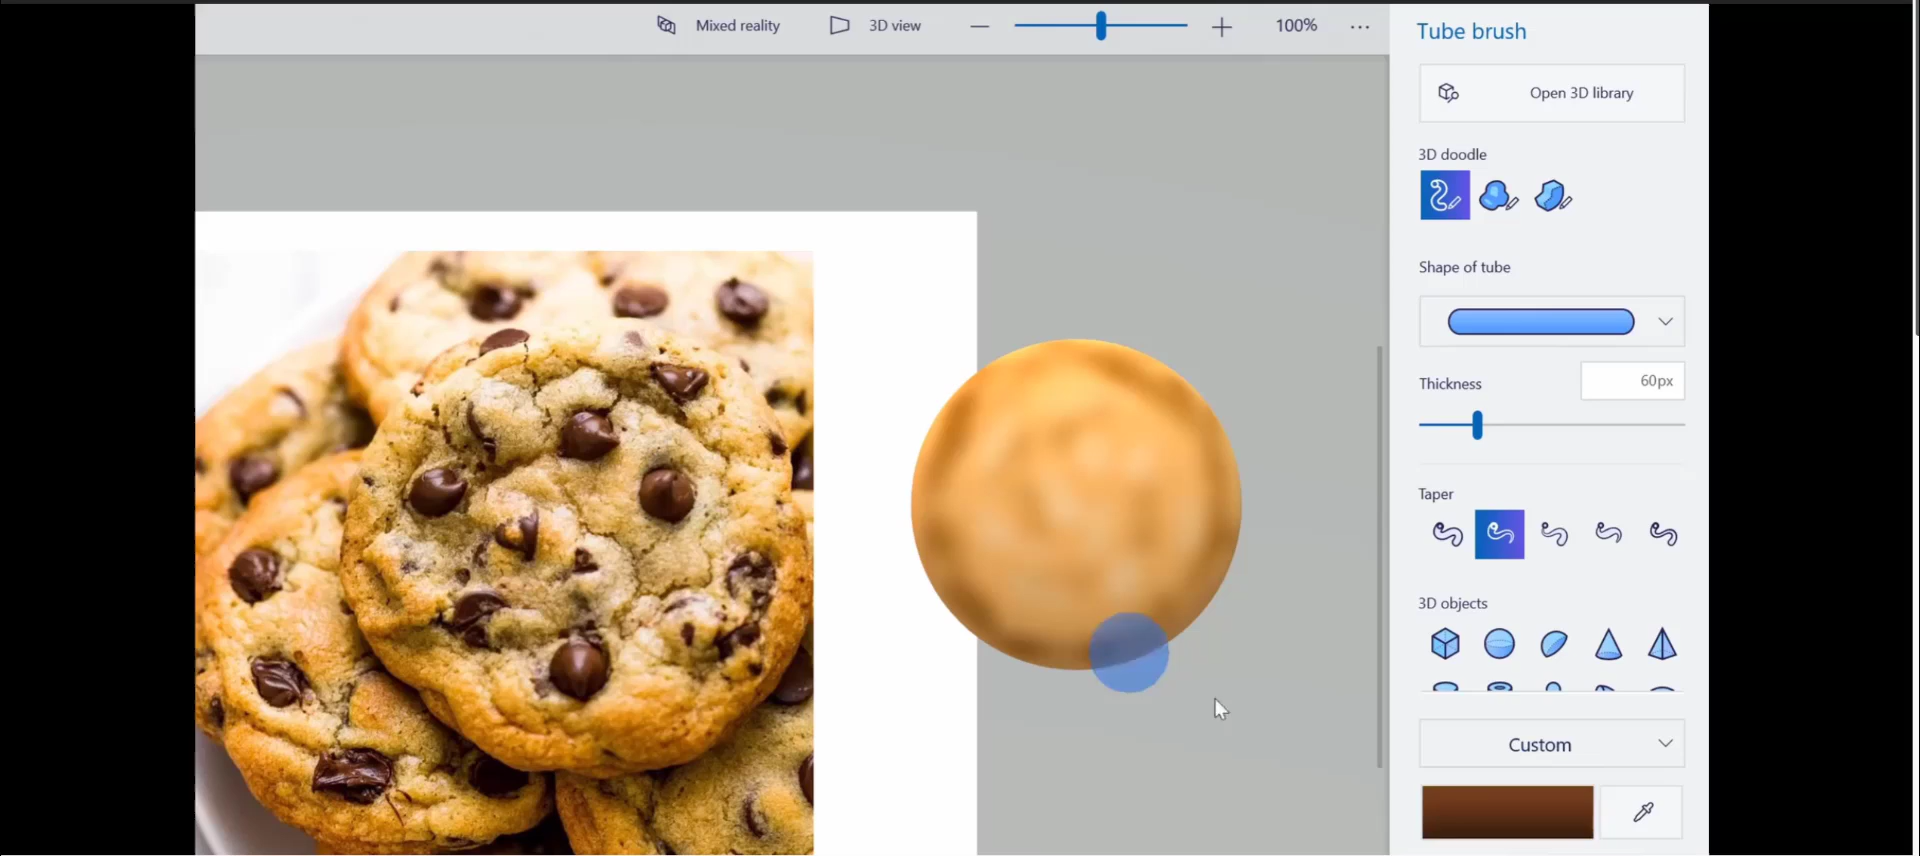 Mixed reality
3D view
100%
Tube brush
Open 3D library
3D doodle
Shape of tube
Thickness
60px
Taper
3D objects
Custom